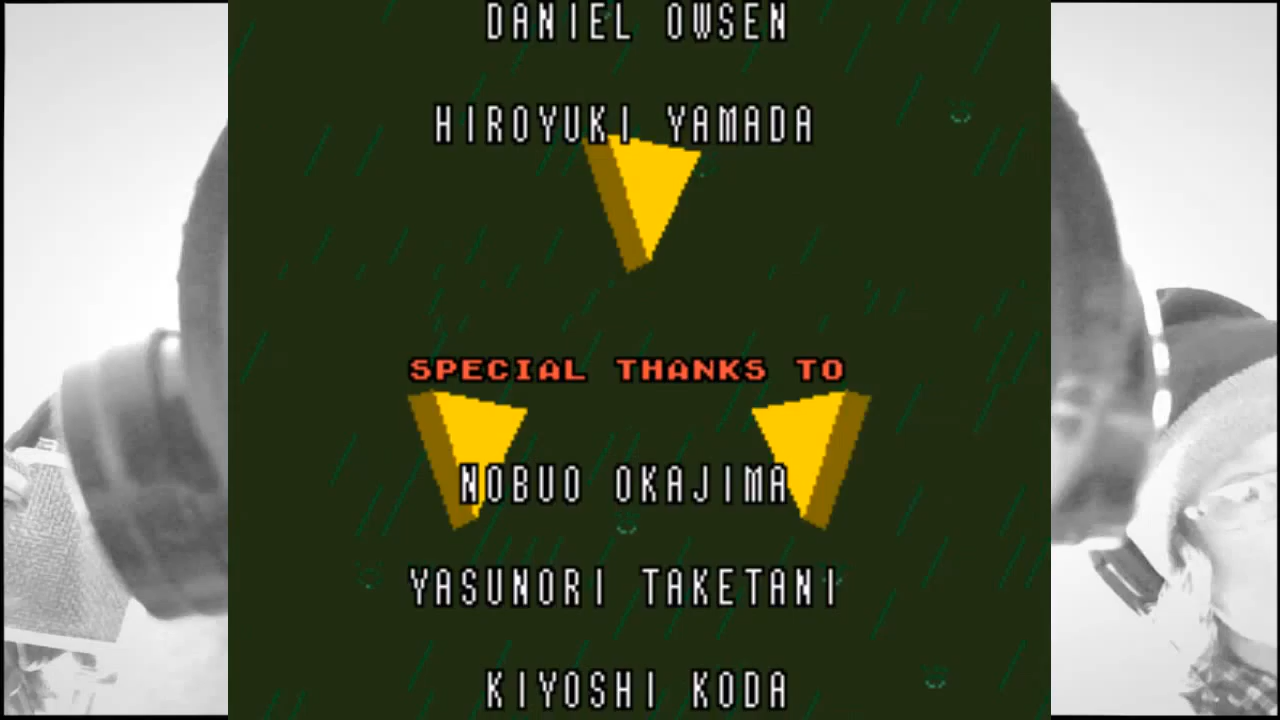 DANIEL OWSEN
HIROYUKI YAMADA
SPECIAL THANKS TO
NOBUO OKAJIMA
YASUNORI TAKETANI
KIYOSHI KODA